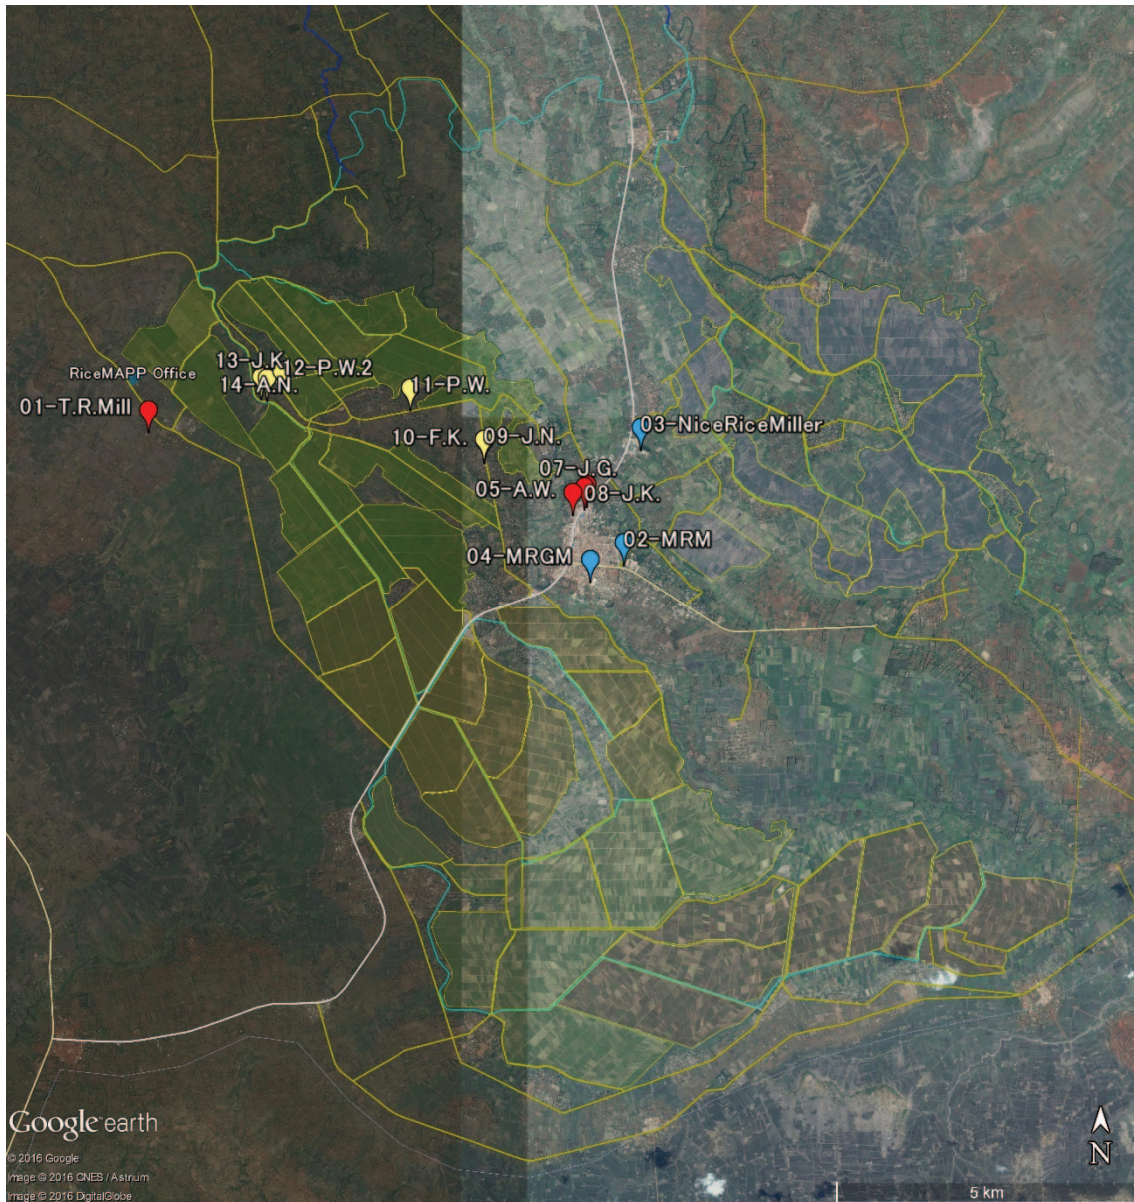 13-J.K.
12-P.W.2
RiceMAPP Office
14-A.N.
11-P.W.
01-T.R.Mill
03-NiceRiceMiller
10-F.K.
09-J.N.
07-J.G.
05-A.W.
08-J.K.
02-MRM
04-MRGM
Google earth
N
© 2016 Google
Image © 2016 CNES / Astrium
Image © 2016 DigitalGlobe
5 km